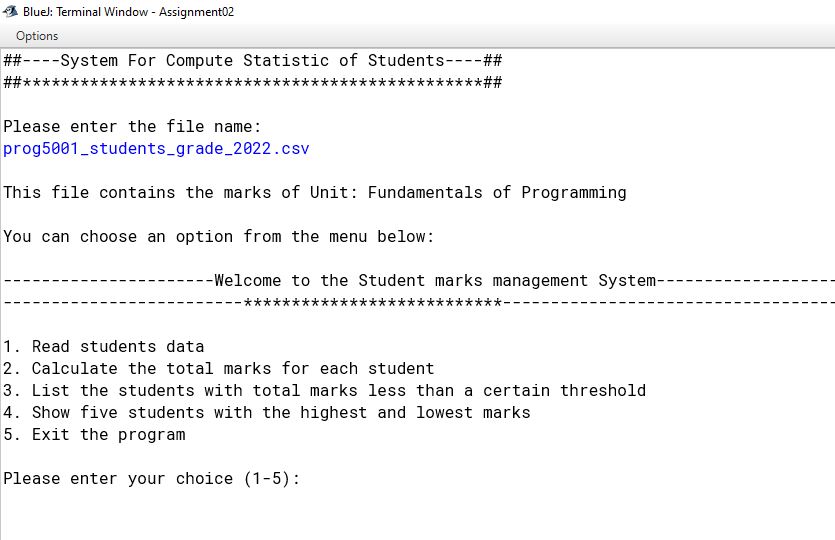 BlueJ: Terminal Window - Assignment02
Options
##----System For Compute Statistic of Students----##
##************************************************##
Please enter the file name:
prog5001_students_grade_2022.csv
This file contains the marks of Unit: Fundamentals of Programming
You can choose an option from the menu below:
----------------------Welcome to the Student marks management System-------------------
-------------------------***************************-----------------------------------
1. Read students data
2. Calculate the total marks for each student
3. List the students with total marks less than a certain threshold
4. Show five students with the highest and lowest marks
5. Exit the program
Please enter your choice (1-5):